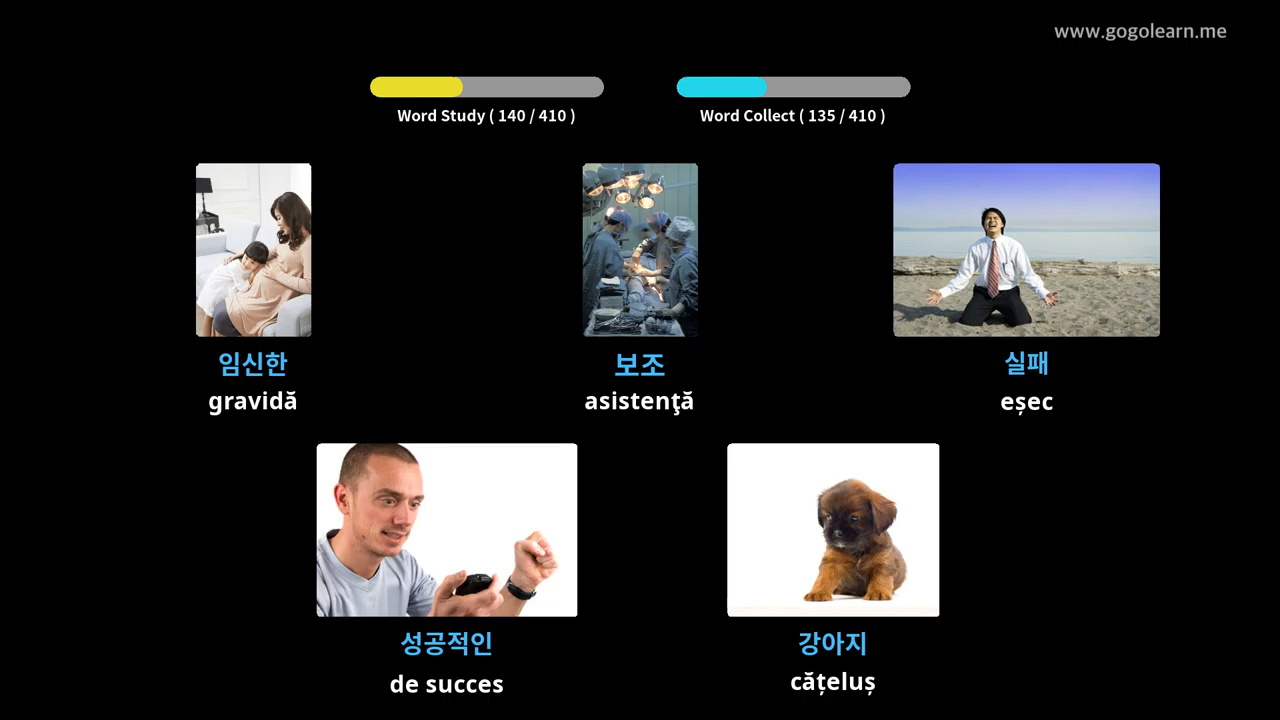 www.gogolearn.me
Word Study ( 140 / 410 )
Word Collect ( 135 / 410 )
임신한
gravidă
보조
asistenţă
실패
eșec
성공적인
de succes
강아지
cățeluș